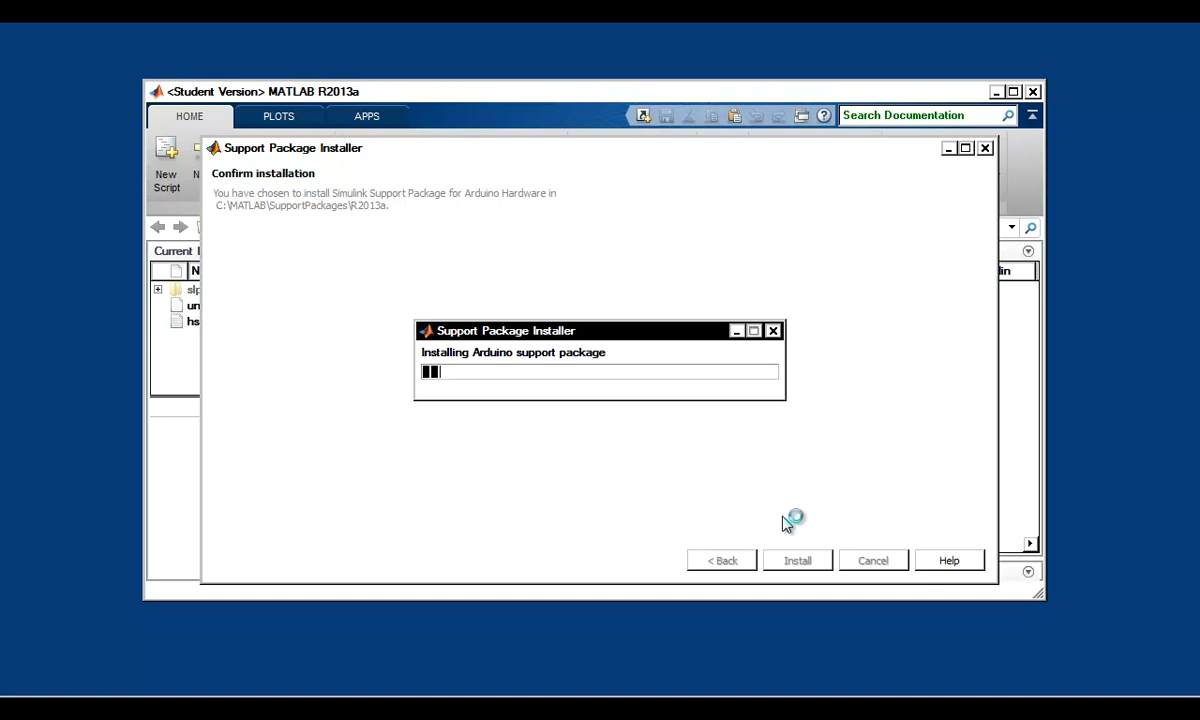 <Student Version> MATLAB R2013a
HOME
PLOTS
APPS
Search Documentation
New
Script
Support Package Installer
Confirm installation
You have chosen to install Simulink Support Package for Arduino Hardware in
C:\MATLAB\SupportPackages\R2013a.
Current
Support Package Installer
Installing Arduino support package
< Back
Install
Cancel
Help